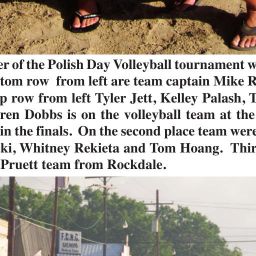 er of the Polish Day Volleyball tournament w
tom row from left are team captain Mike R
p row from left Tyler Jett, Kelley Palash, T
ren Dobbs is on the volleyball team at the
in the finals. On the second place team were
ki, Whitney Rekieta and Tom Hoang. Thir
Pruett team from Rockdale.